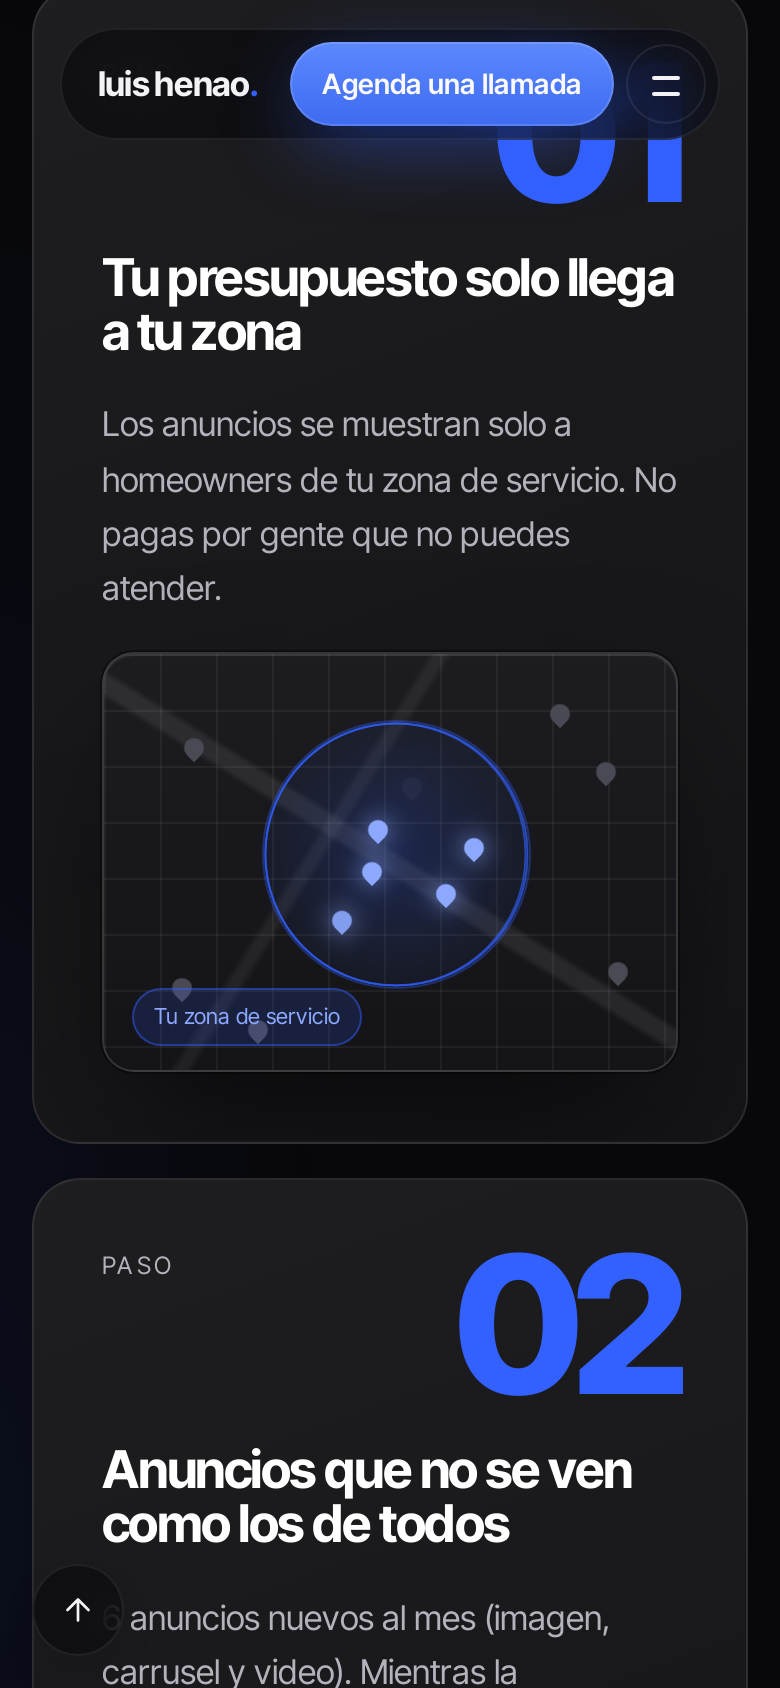 luis henao.
Agenda una llamada
01
Tu presupuesto solo llega
a tu zona
Los anuncios se muestran solo a
homeowners de tu zona de servicio. No
pagas por gente que no puedes
atender.
Tu zona de servicio
PASO
02
Anuncios que no se ven
como los de todos
6 anuncios nuevos al mes (imagen,
carrusel y video). Mientras la